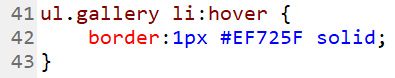 41 ul.gallery li:hover {
42     border:1px #EF725F solid;
43 }